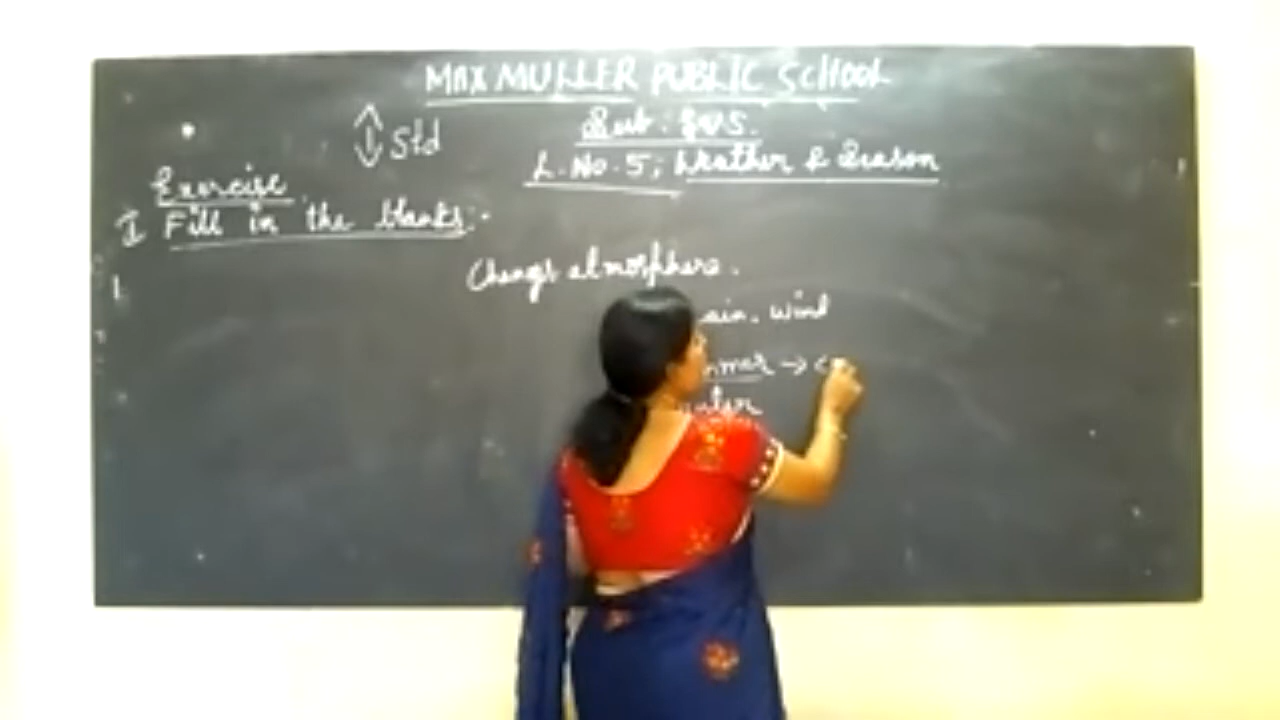 MAX MULLER PUBLIC SCHOOL
Sub: EVS.
I Std
L. No. 5; Weather & Season
Exercise
I Fill in the blanks:-
Change atmosphere.
1.
wind